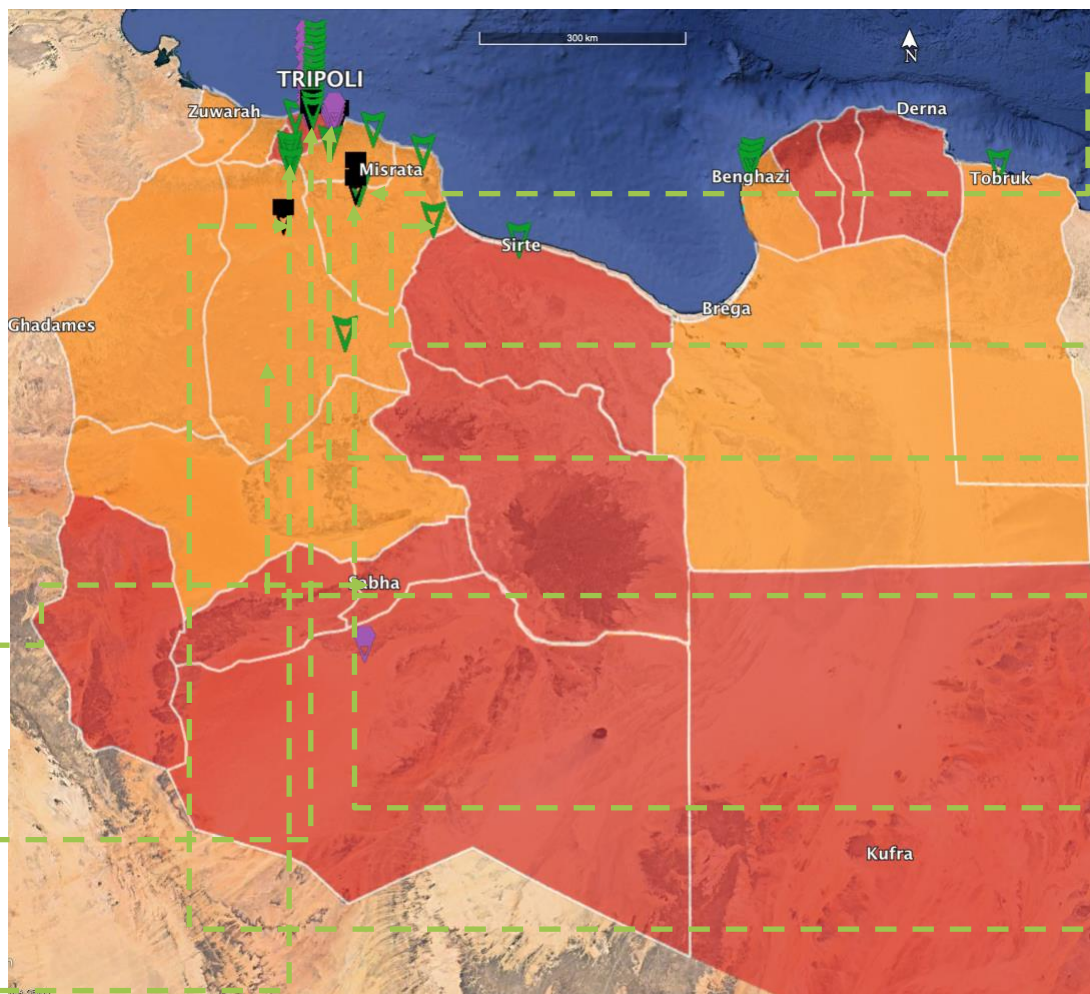 300 km
N
TRIPOLI
Zuwarah
Derna
Misrata
Benghazi
Tobruk
Sirte
Brega
Ghadames
Sabha
Kufra